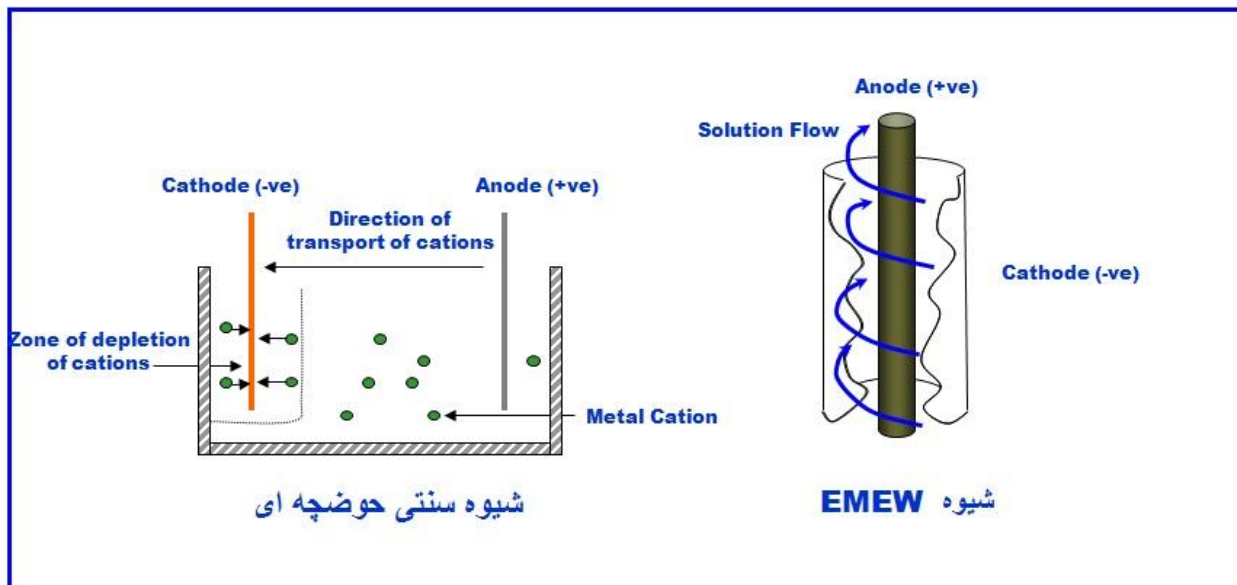 Cathode (-ve)
Anode (+ve)
Direction of
transport of cations
Zone of depletion
of cations
Metal Cation
شیوه سنتی حوضچه ای
Anode (+ve)
Solution Flow
Cathode (-ve)
شیوه EMEW